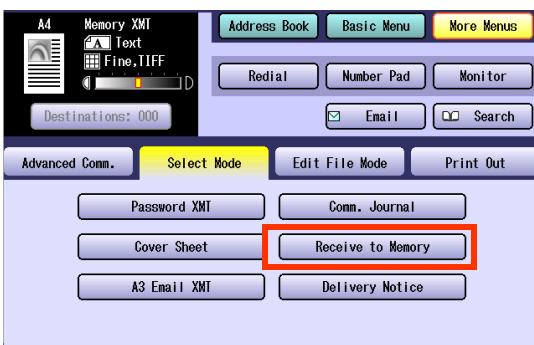 A4 Memory XMT
A Text
Fine,TIFF
D
Destinations: 000
Address Book Basic Menu More Menus
Redial Number Pad Monitor
Email Search
Advanced Comm. Select Mode Edit File Mode Print Out
Password XMT Comm. Journal
Cover Sheet Receive to Memory
A3 Email XMT Delivery Notice